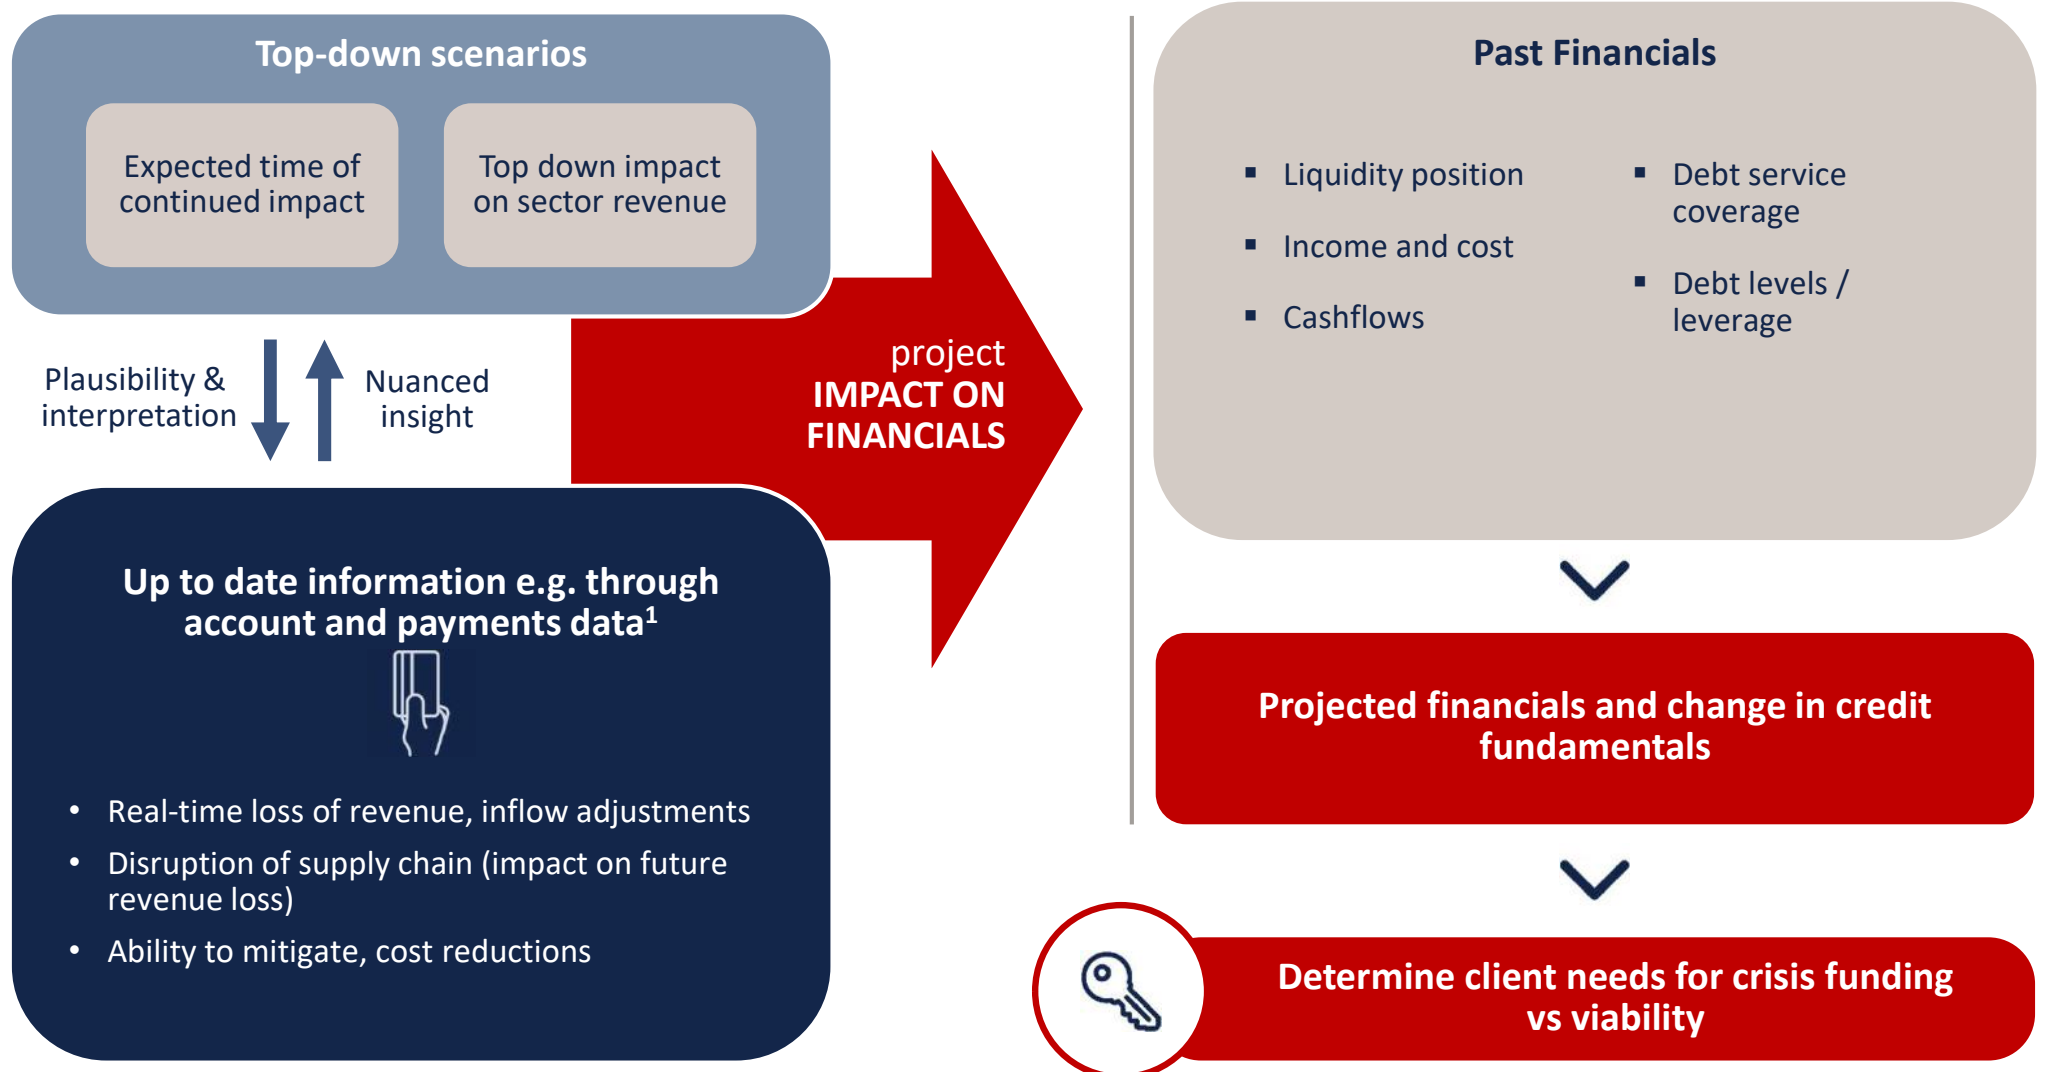 Top-down scenarios
Expected time of
continued impact
Top down impact
on sector revenue
Plausibility &
interpretation
Nuanced
insight
Up to date information e.g. through
account and payments data¹
• Real-time loss of revenue, inflow adjustments
• Disruption of supply chain (impact on future
revenue loss)
• Ability to mitigate, cost reductions
project
IMPACT ON
FINANCIALS
Past Financials
▪ Liquidity position
▪ Income and cost
▪ Cashflows
▪ Debt service
coverage
▪ Debt levels /
leverage
Projected financials and change in credit
fundamentals
Determine client needs for crisis funding
vs viability